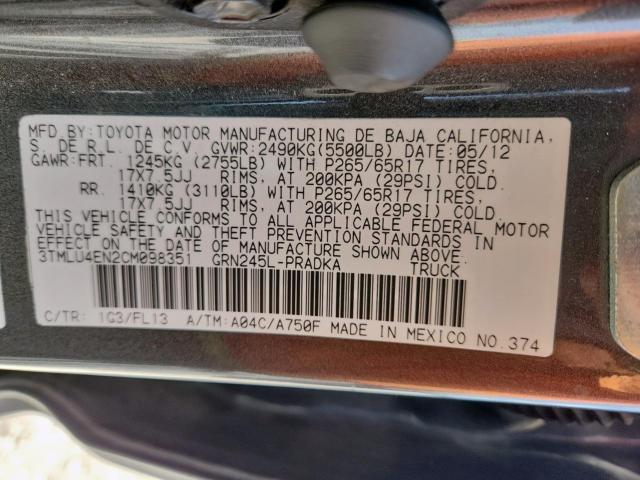 MFD.BY:TOYOTA MOTOR MANUFACTURING DE BAJA CALIFORNIA,
S. DE R.L. DE C.V. GVWR:2490KG(5500LB) DATE:05/12
GAWR:FRT. 1245KG (2755LB) WITH P265/65R17 TIRES,
17X7.5JJ RIMS, AT 200KPA (29PSI) COLD.
RR. 1410KG (3110LB) WITH P265/65R17 TIRES,
17X7.5JJ RIMS, AT 200KPA (29PSI) COLD.
THIS VEHICLE CONFORMS TO ALL APPLICABLE FEDERAL MOTOR
VEHICLE SAFETY AND THEFT PREVENTION STANDARDS IN
EFFECT ON THE DATE OF MANUFACTURE SHOWN ABOVE.
3TMLU4EN2CM098351 GRN245L-PRADKA TRUCK
C/TR: 1G3/FL13 A/TM:A04C/A750F MADE IN MEXICO NO.374